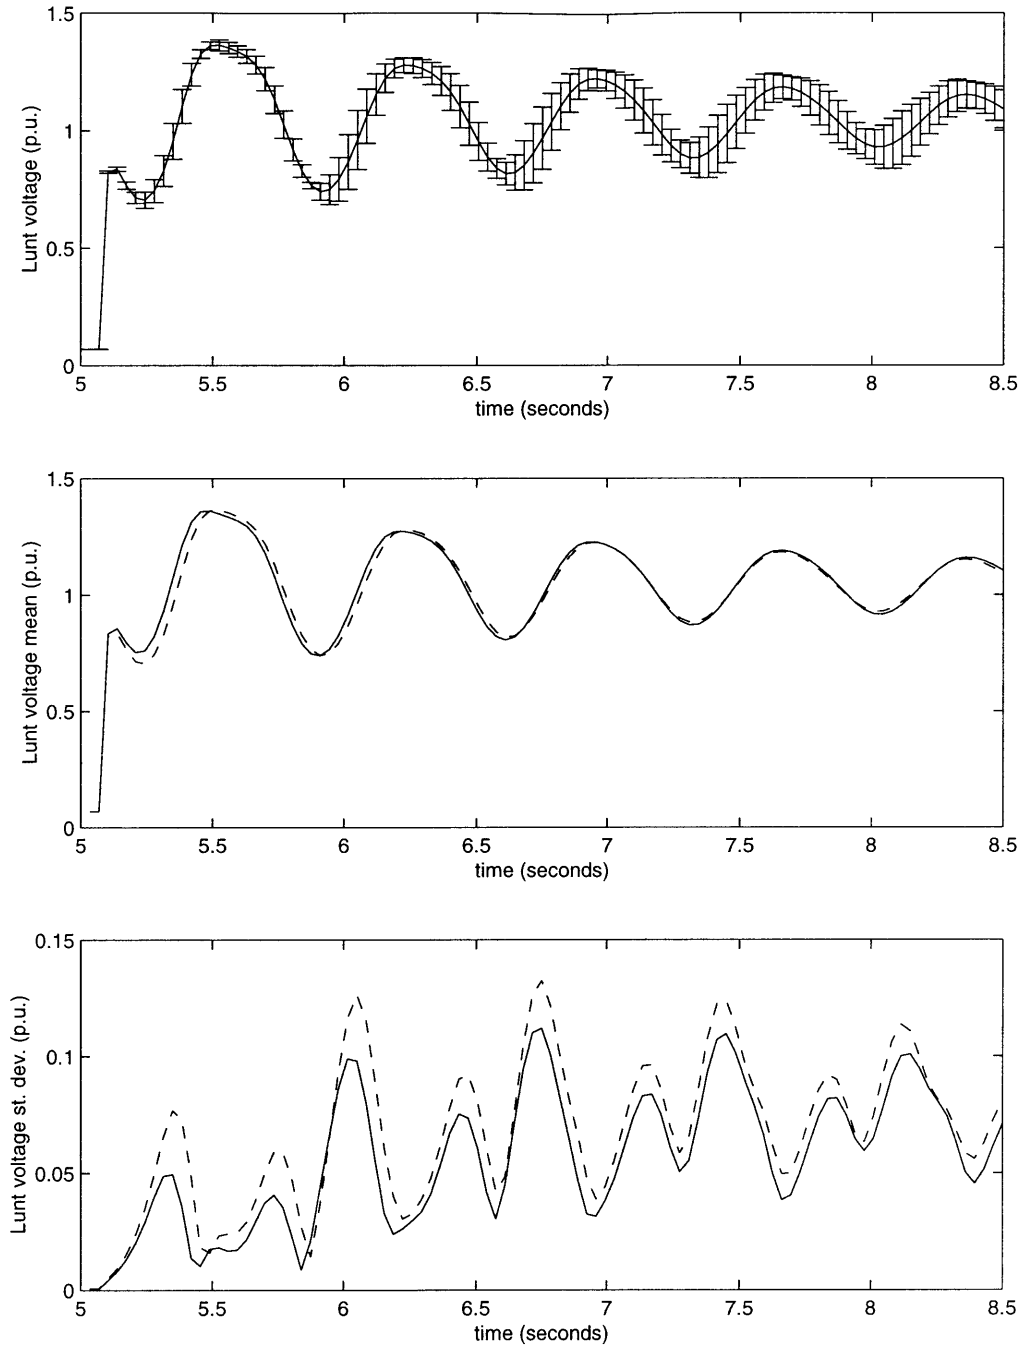 1.5
1
0.5
0
Lunt voltage (p.u.)
5 5.5 6 6.5 7 7.5 8 8.5
time (seconds)
1.5
1
0.5
0
Lunt voltage mean (p.u.)
5 5.5 6 6.5 7 7.5 8 8.5
time (seconds)
0.15
0.1
0.05
0
Lunt voltage st. dev. (p.u.)
5 5.5 6 6.5 7 7.5 8 8.5
time (seconds)